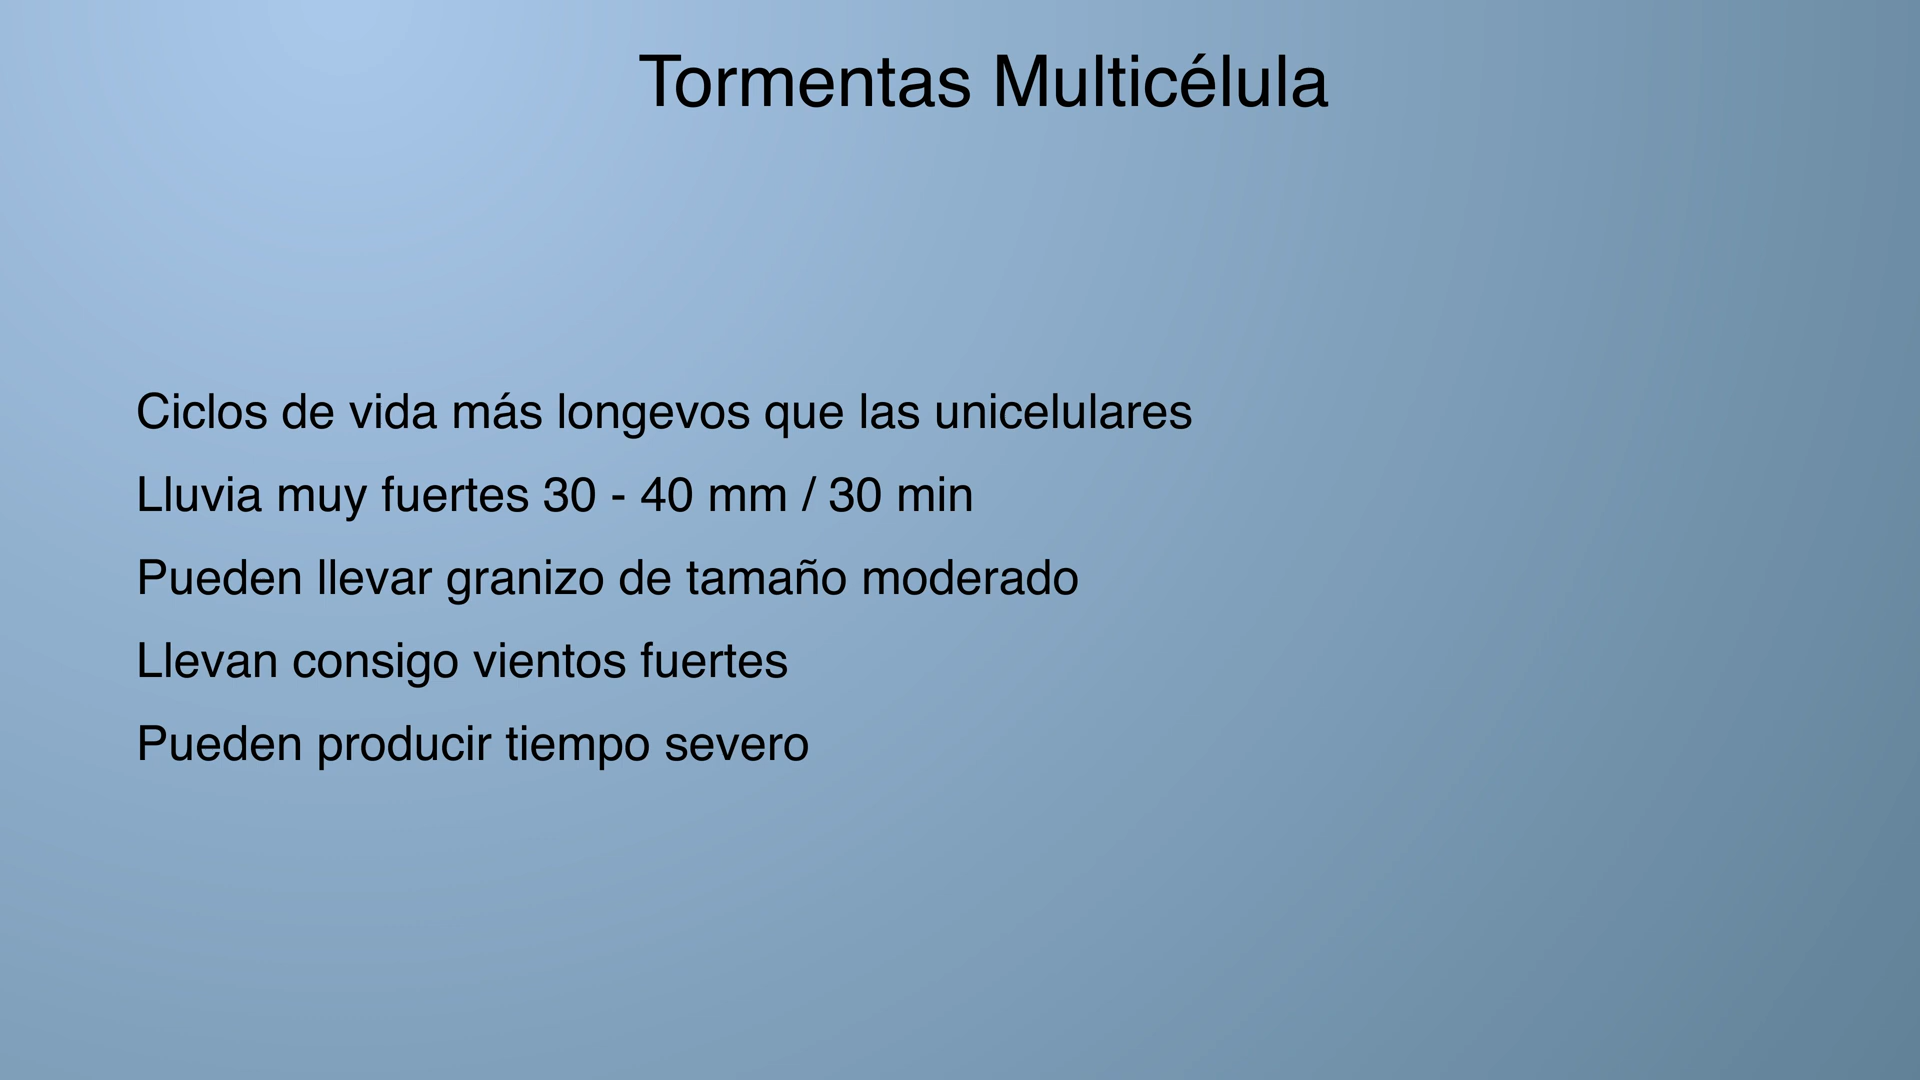 Tormentas Multicélula
Ciclos de vida más longevos que las unicelulares
Lluvia muy fuertes 30 - 40 mm / 30 min
Pueden llevar granizo de tamaño moderado
Llevan consigo vientos fuertes
Pueden producir tiempo severo